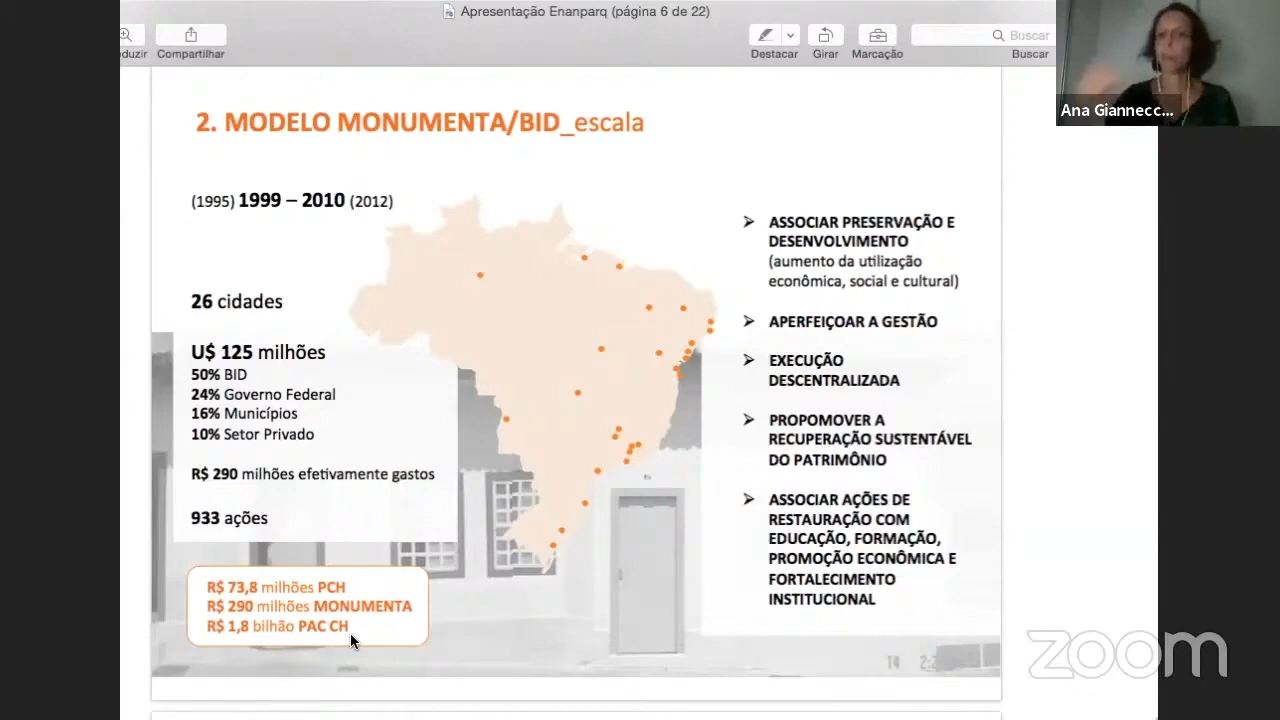 Apresentação Enanparq (página 6 de 22)
duzir
Compartilhar
Destacar
Girar
Marcação
Buscar
Buscar
Ana Giannecc...
2. MODELO MONUMENTA/BID_escala
(1995) 1999 – 2010 (2012)
26 cidades
U$ 125 milhões
50% BID
24% Governo Federal
16% Municípios
10% Setor Privado
R$ 290 milhões efetivamente gastos
933 ações
R$ 73,8 milhões PCH
R$ 290 milhões MONUMENTA
R$ 1,8 bilhão PAC CH
ASSOCIAR PRESERVAÇÃO E
DESENVOLVIMENTO
(aumento da utilização
econômica, social e cultural)
APERFEIÇOAR A GESTÃO
EXECUÇÃO
DESCENTRALIZADA
PROPOMOVER A
RECUPERAÇÃO SUSTENTÁVEL
DO PATRIMÔNIO
ASSOCIAR AÇÕES DE
RESTAURAÇÃO COM
EDUCAÇÃO, FORMAÇÃO,
PROMOÇÃO ECONÔMICA E
FORTALECIMENTO
INSTITUCIONAL
zoom